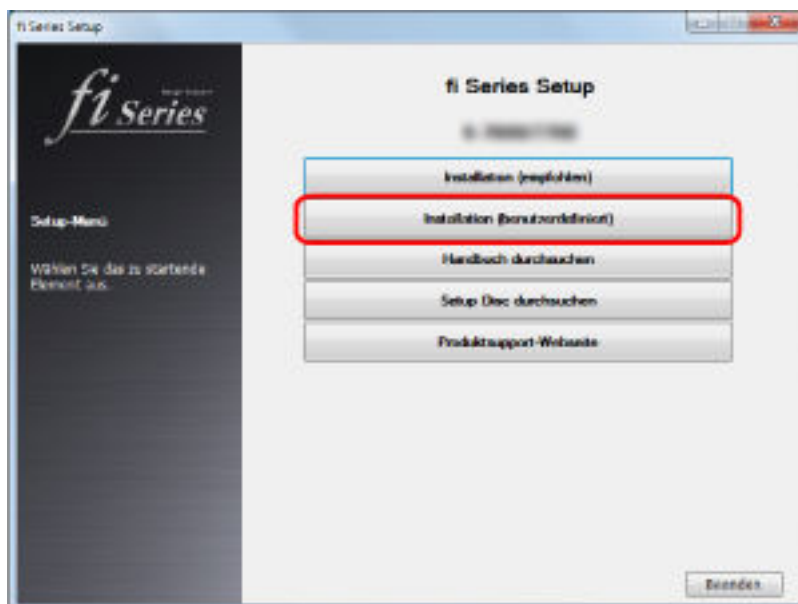 fi Series Setup
fi Series
fi Series Setup
Installation (empfohlen)
Setup-Menü
Installation (benutzerdefiniert)
Wählen Sie das zu startende
Element aus.
Handbuch durchsuchen
Setup Disc durchsuchen
Produktsupport-Webseite
Beenden